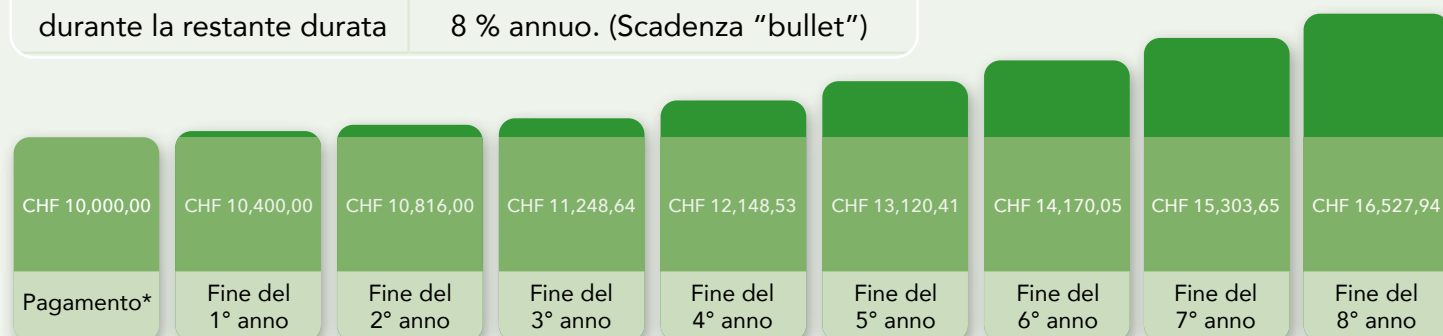 durante la restante durata 8 % annuo. (Scadenza “bullet”)
CHF 10,000,00 CHF 10,400,00 CHF 10,816,00 CHF 11,248,64 CHF 12,148,53 CHF 13,120,41 CHF 14,170,05 CHF 15,303,65 CHF 16,527,94
Pagamento*
Fine del
1° anno
Fine del
2° anno
Fine del
3° anno
Fine del
4° anno
Fine del
5° anno
Fine del
6° anno
Fine del
7° anno
Fine del
8° anno